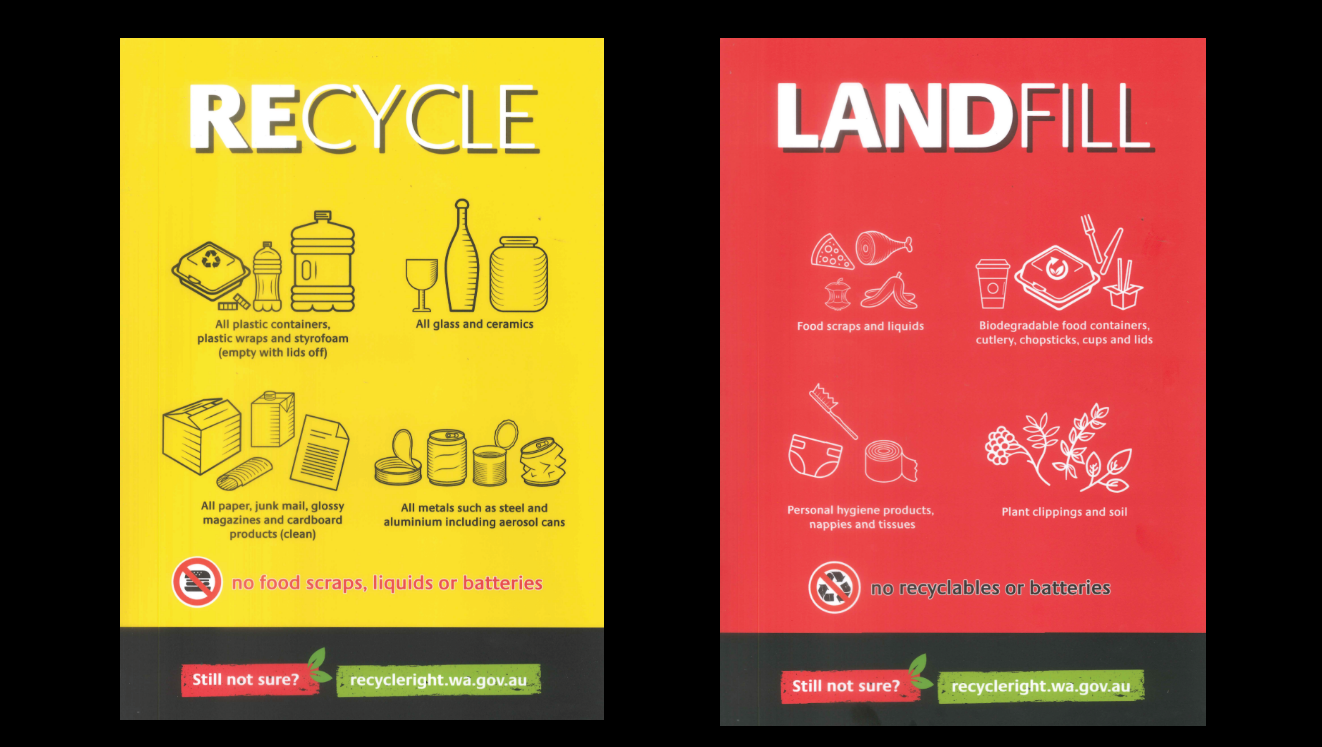 RECYCLE
All plastic containers,
plastic wraps and styrofoam
(empty with lids off)
All glass and ceramics
All paper, junk mail, glossy
magazines and cardboard
products (clean)
All metals such as steel and
aluminium including aerosol cans
no food scraps, liquids or batteries
Still not sure?
recycleright.wa.gov.au
LANDFILL
Food scraps and liquids
Biodegradable food containers,
cutlery, chopsticks, cups and lids
Personal hygiene products,
nappies and tissues
Plant clippings and soil
no recyclables or batteries
Still not sure?
recycleright.wa.gov.au